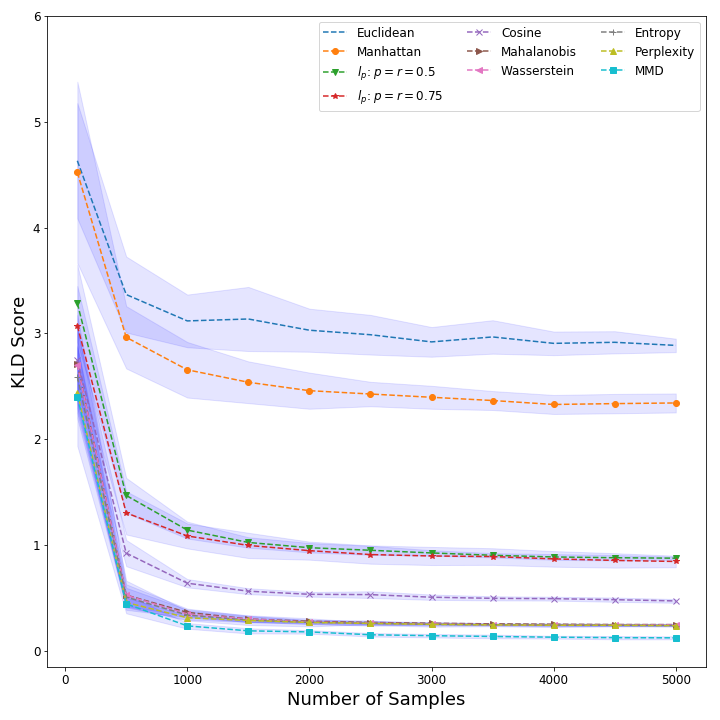 6
5
4
3
2
1
0
KLD Score
0 1000 2000 3000 4000 5000
Number of Samples
Euclidean
Manhattan
l_p: p = r = 0.5
l_p: p = r = 0.75
Cosine
Mahalanobis
Wasserstein
Entropy
Perplexity
MMD